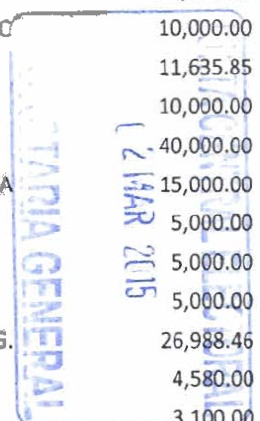 10,000.00
11,635.85
10,000.00
40,000.00
A 15,000.00
5,000.00
5,000.00
5,000.00
G. 26,988.46
4,580.00
3,100.00
TARIA GENERAL
MAR 2015
ELECTORAL